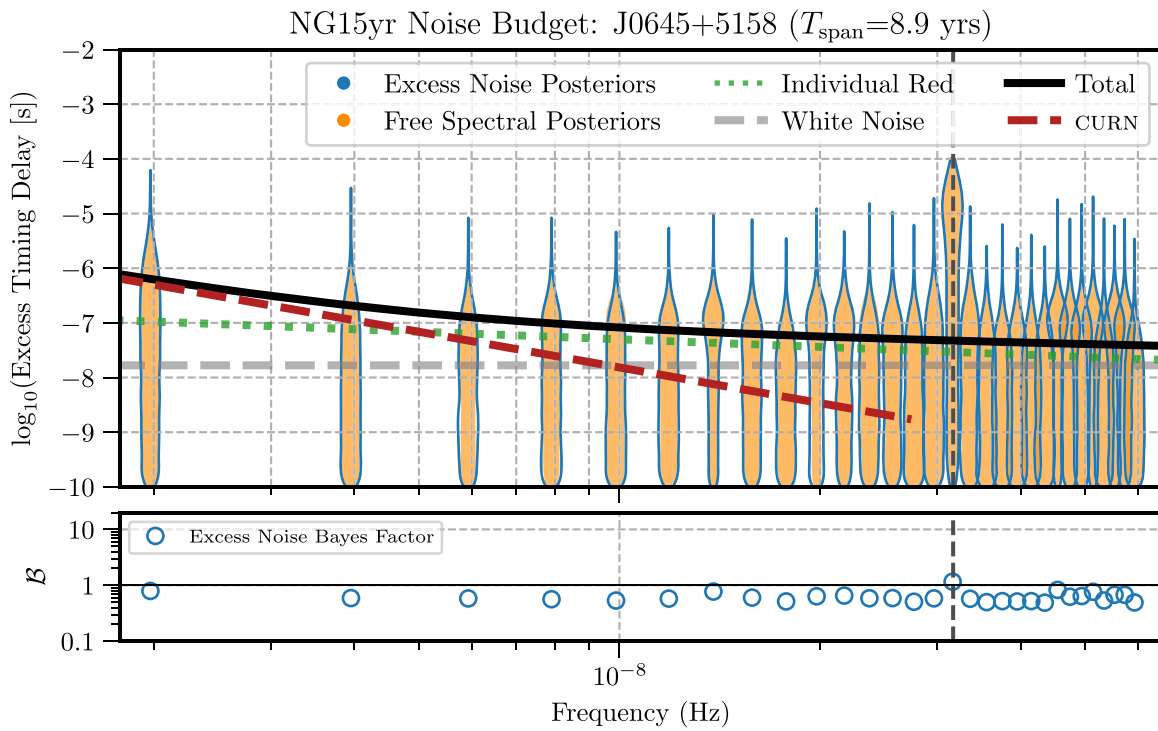 NG15yr Noise Budget: J0645+5158 (T_span=8.9 yrs)
log₁₀(Excess Timing Delay [s])
−2
−3
−4
−5
−6
−7
−8
−9
−10
Excess Noise Posteriors
Free Spectral Posteriors
Individual Red
White Noise
Total
CURN
ℬ
10
1
0.1
Excess Noise Bayes Factor
10⁻⁸
Frequency (Hz)